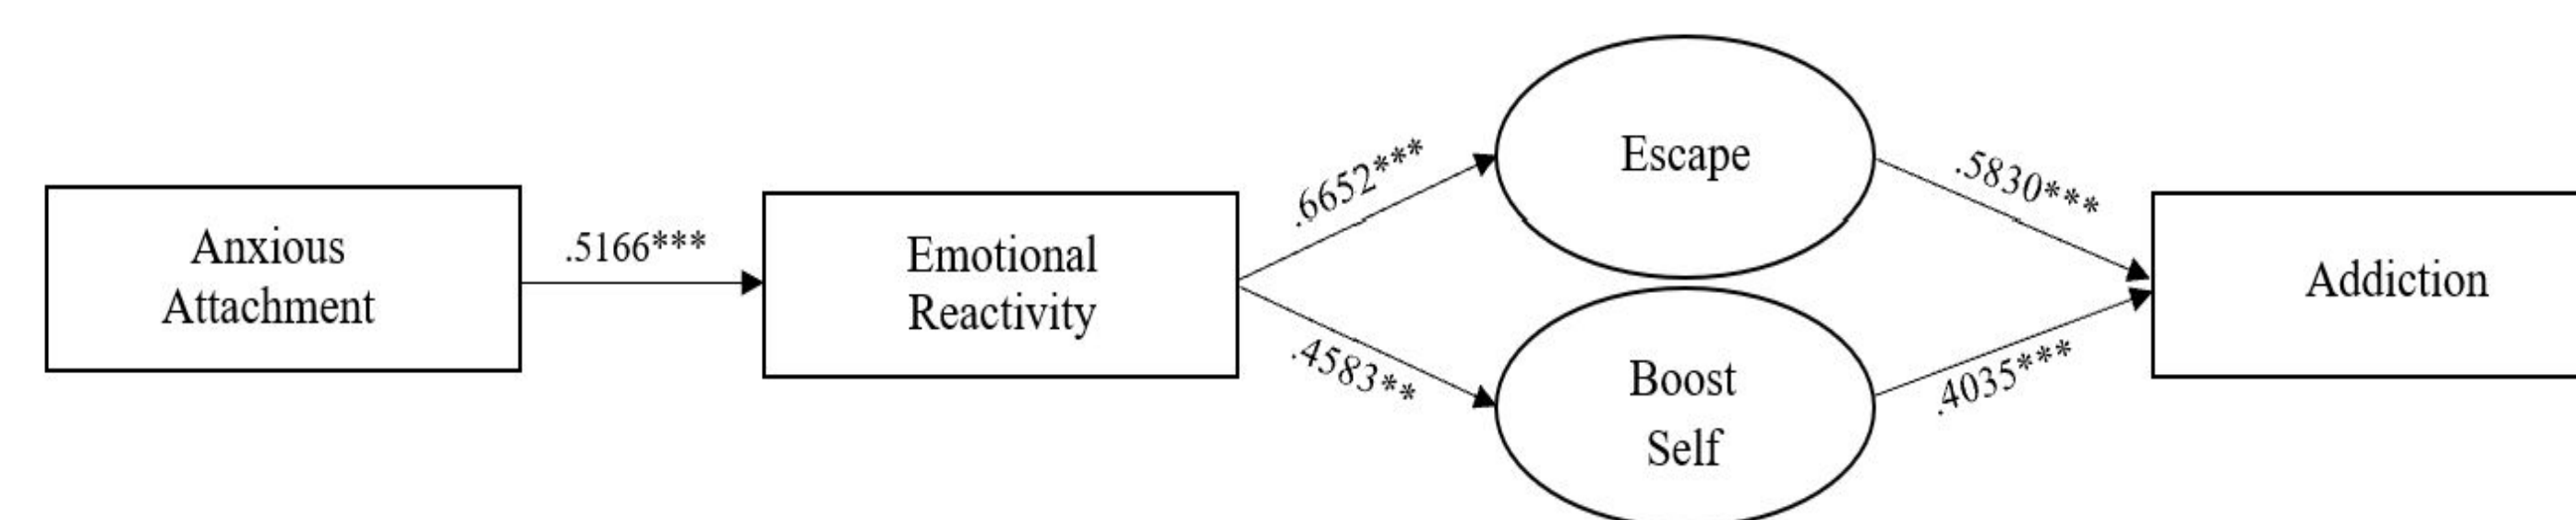 Anxious
Attachment
.5166***
Emotional
Reactivity
.6652***
.4583**
Escape
Boost
Self
.5830***
.4035***
Addiction